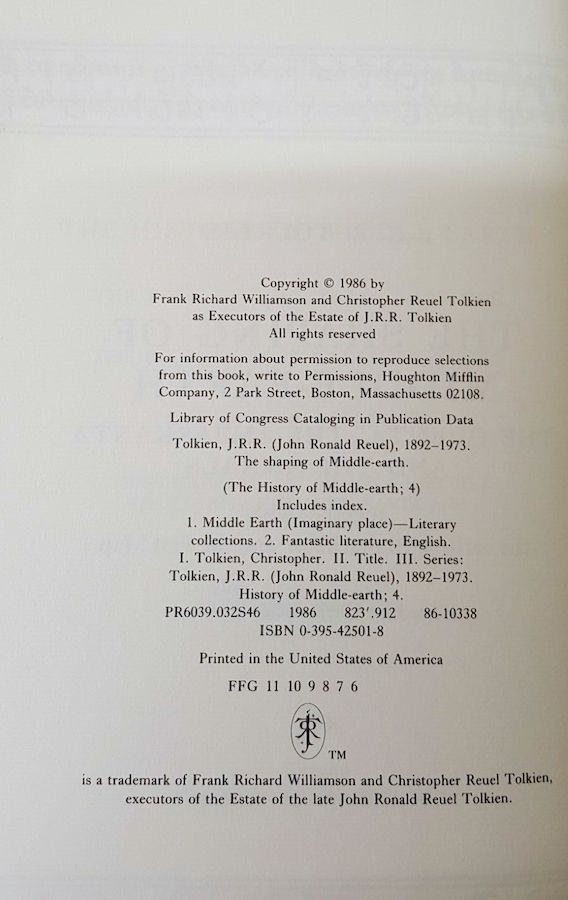 Copyright © 1986 by
Frank Richard Williamson and Christopher Reuel Tolkien
as Executors of the Estate of J.R.R. Tolkien
All rights reserved
For information about permission to reproduce selections
from this book, write to Permissions, Houghton Mifflin
Company, 2 Park Street, Boston, Massachusetts 02108.
Library of Congress Cataloging in Publication Data
Tolkien, J.R.R. (John Ronald Reuel), 1892–1973.
The shaping of Middle-earth.
(The History of Middle-earth; 4)
Includes index.
1. Middle Earth (Imaginary place)—Literary
collections. 2. Fantastic literature, English.
I. Tolkien, Christopher. II. Title. III. Series:
Tolkien, J.R.R. (John Ronald Reuel), 1892–1973.
History of Middle-earth; 4.
PR6039.032S46 1986 823′.912 86-10338
ISBN 0-395-42501-8
Printed in the United States of America
FFG 11 10 9 8 7 6
TM
is a trademark of Frank Richard Williamson and Christopher Reuel Tolkien,
executors of the Estate of the late John Ronald Reuel Tolkien.